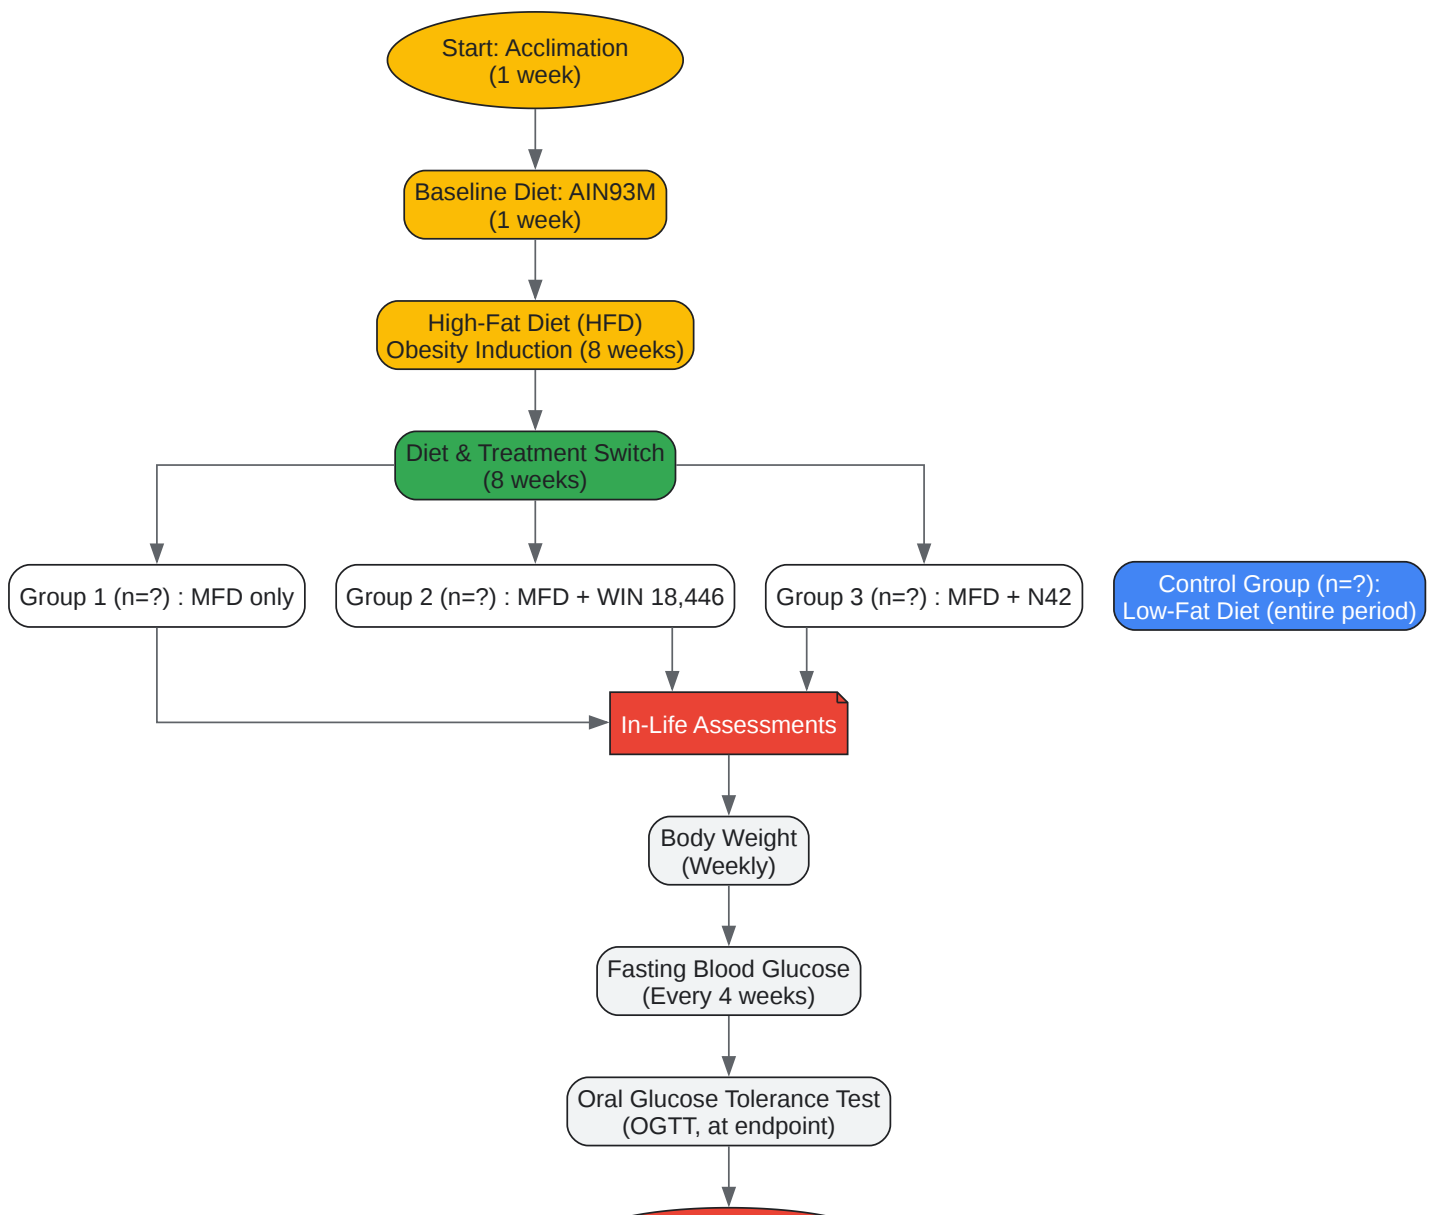 Start: Acclimation
(1 week)
Baseline Diet: AIN93M
(1 week)
High-Fat Diet (HFD)
Obesity Induction (8 weeks)
Diet & Treatment Switch
(8 weeks)
Group 1 (n=?) : MFD only
Group 2 (n=?) : MFD + WIN 18,446
Group 3 (n=?) : MFD + N42
Control Group (n=?):
Low-Fat Diet (entire period)
In-Life Assessments
Body Weight
(Weekly)
Fasting Blood Glucose
(Every 4 weeks)
Oral Glucose Tolerance Test
(OGTT, at endpoint)